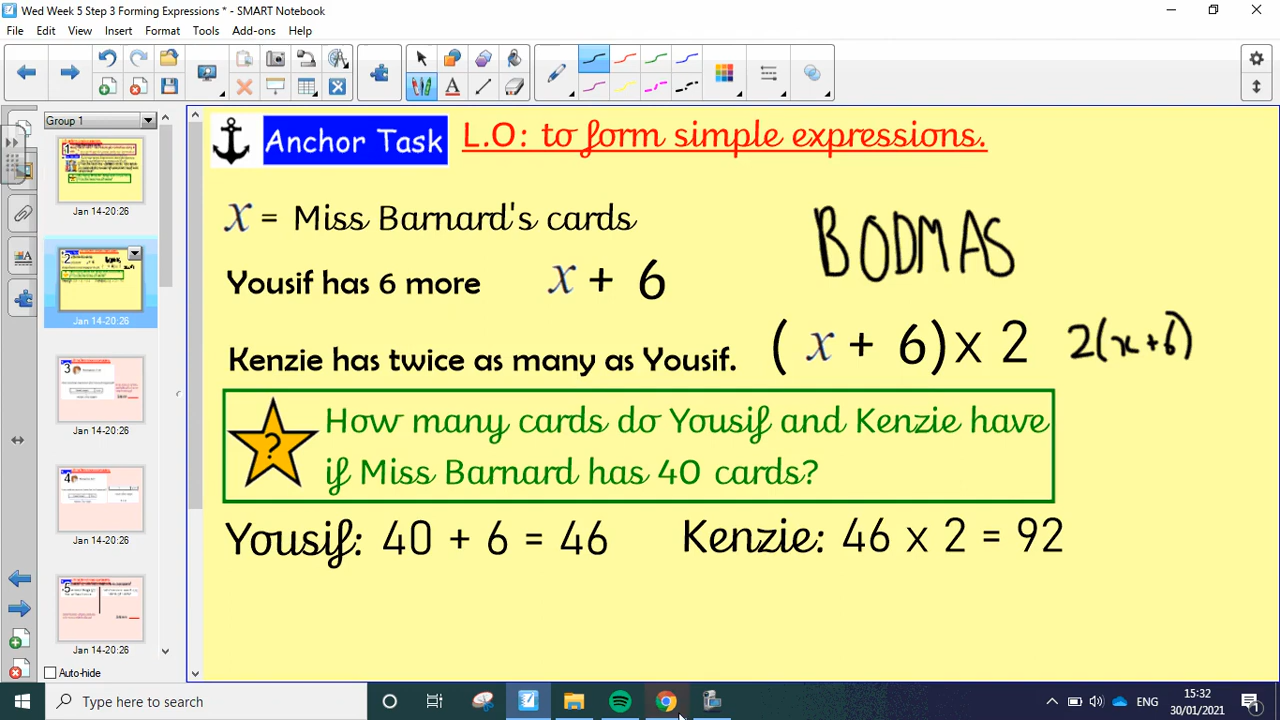 Wed Week 5 Step 3 Forming Expressions * - SMART Notebook
File Edit View Insert Format Tools Add-ons Help
Group 1
Anchor Task L.O: to form simple expressions.
x = Miss Barnard's cards
BODMAS
Yousif has 6 more x + 6
Kenzie has twice as many as Yousif. (x + 6) x 2 2(x+6)
How many cards do Yousif and Kenzie have
if Miss Barnard has 40 cards?
Yousif: 40 + 6 = 46 Kenzie: 46 x 2 = 92
1
Jan 14-20:26
2
Jan 14-20:26
3
Jan 14-20:26
4
Jan 14-20:26
5
Jan 14-20:26
Auto-hide
Type here to search
ENG
15:32
30/01/2021